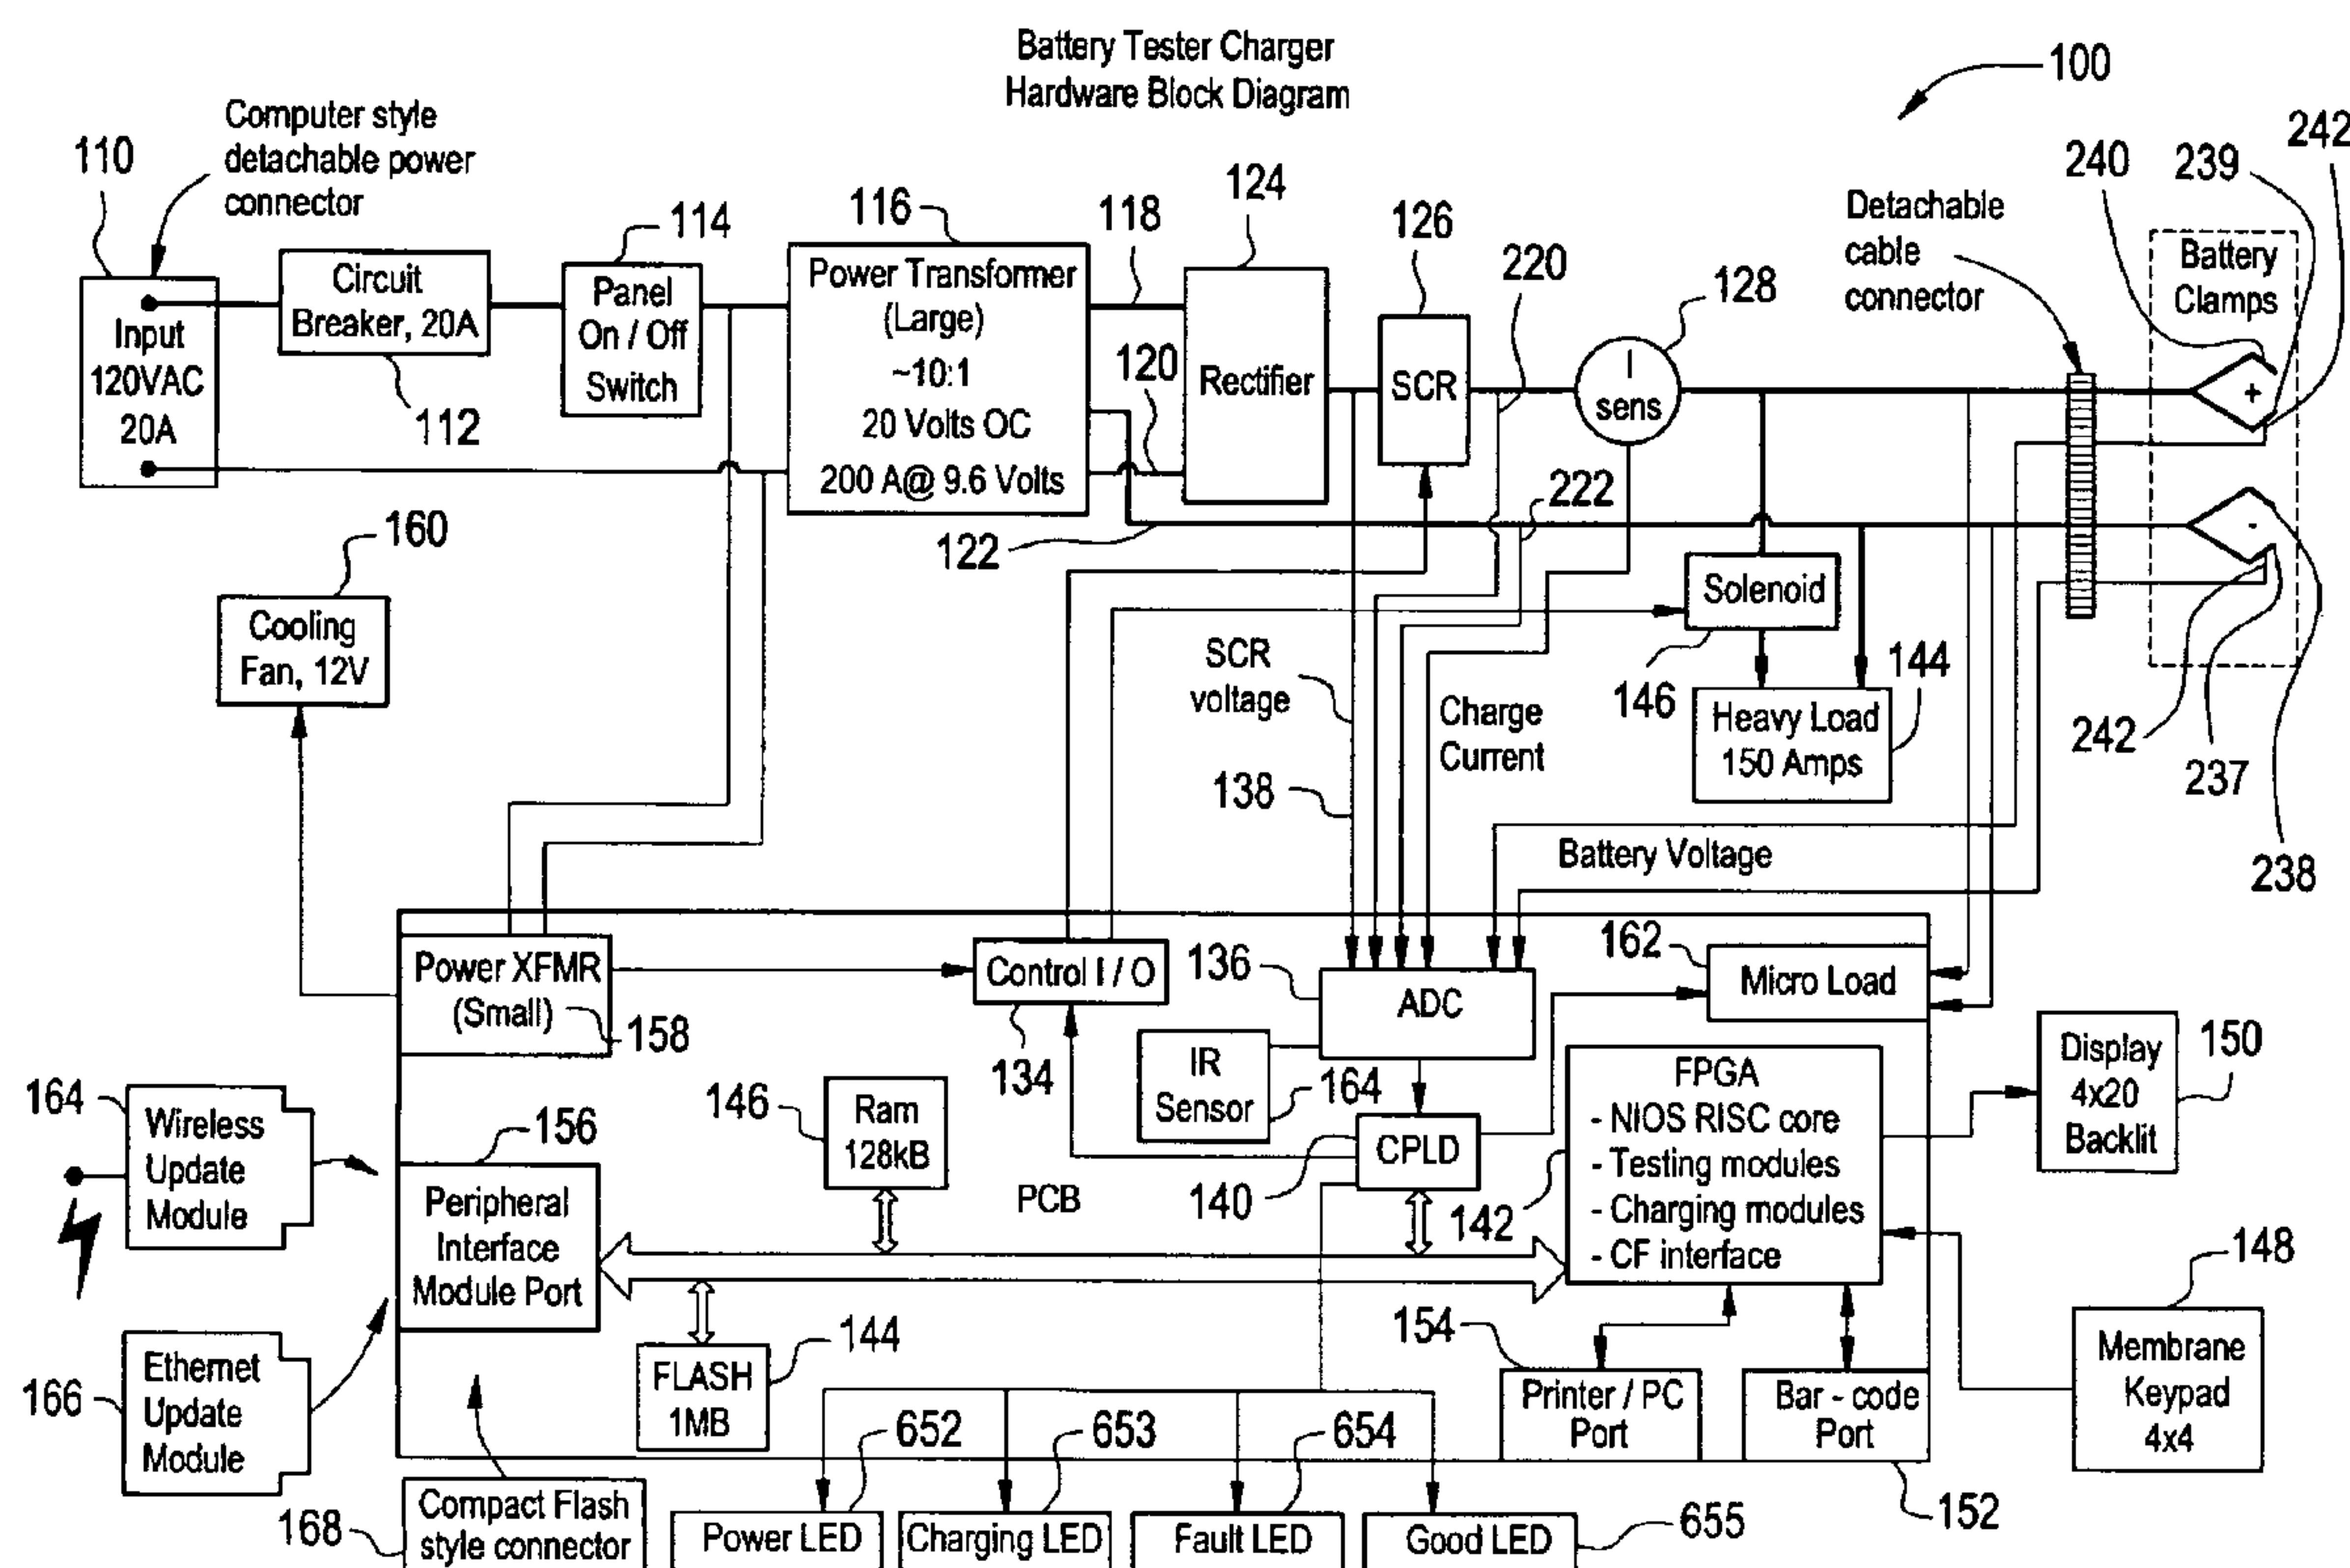 Battery Tester Charger
Hardware Block Diagram
100
Computer style
detachable power
connector
110
Input
120VAC
20A
Circuit
Breaker, 20A
112
114
Panel
On / Off
Switch
116
Power Transformer
(Large)
~10:1
20 Volts OC
200 A@ 9.6 Volts
118
120
122
124
Rectifier
126
SCR
220
222
128
I
sens
Detachable
cable
connector
240
239
242
Battery
Clamps
+
-
242
237
238
160
Cooling
Fan, 12V
SCR
voltage
138
Charge
Current
Solenoid
146
144
Heavy Load
150 Amps
Battery Voltage
Power XFMR
(Small)
158
Control I / O
134
136
ADC
162
Micro Load
IR
Sensor
164
146
Ram
128kB
PCB
140
CPLD
142
FPGA
- NIOS RISC core
- Testing modules
- Charging modules
- CF interface
Display
4x20
Backlit
150
164
Wireless
Update
Module
156
Peripheral
Interface
Module Port
148
Membrane
Keypad
4x4
166
Ethernet
Update
Module
FLASH
1MB
144
154
Printer / PC
Port
Bar - code
Port
152
168
Compact Flash
style connector
652
Power LED
653
Charging LED
654
Fault LED
Good LED
655